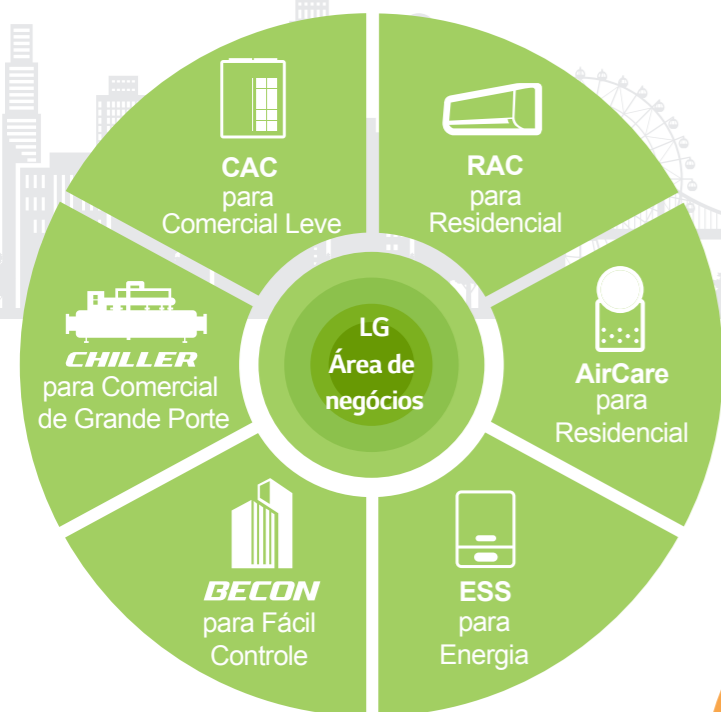 CAC
para
Comercial Leve
RAC
para
Residencial
CHILLER
para Comercial
de Grande Porte
LG
Área de
negócios
AirCare
para
Residencial
BECON
para Fácil
Controle
ESS
para
Energia